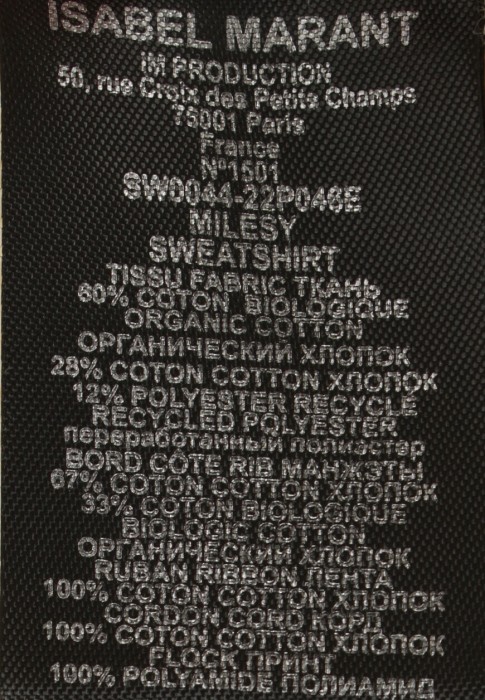 ISABEL MARANT
IM PRODUCTION
50, rue Croix des Petits Champs
75001 Paris
France
N°1501
SW0044-22P046E
MILESY
SWEATSHIRT
TISSU FABRIC ТКАНЬ
60% COTON BIOLOGIQUE
ORGANIC COTTON
ОРГАНИЧЕСКИЙ ХЛОПОК
28% COTON COTTON ХЛОПОК
12% POLYESTER RECYCLE
RECYCLED POLYESTER
переработанный полиэстер
BORD CÔTE RIB МАНЖЭТЫ
67% COTON COTTON ХЛОПОК
33% COTON BIOLOGIQUE
BIOLOGIC COTTON
ОРГАНИЧЕСКИЙ ХЛОПОК
RUBAN RIBBON ЛЕНТА
100% COTON COTTON ХЛОПОК
CORDON CORD КОРД
100% COTON COTTON ХЛОПОК
FLOCK ПРИНТ
100% POLYAMIDE ПОЛИАМИД